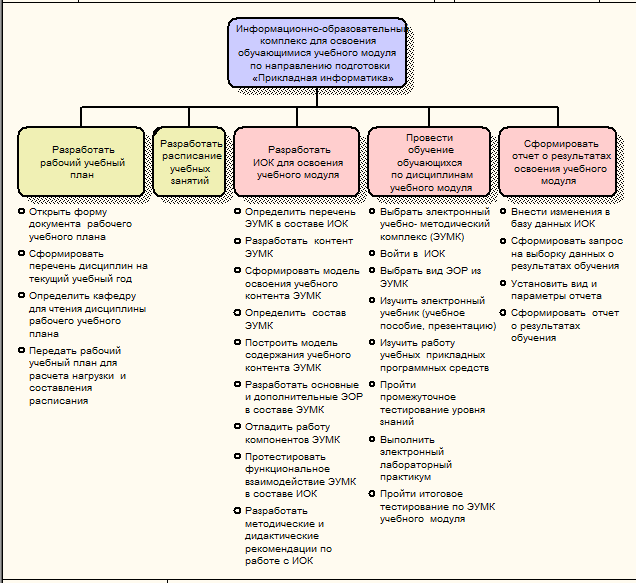 Информационно-образовательный
комплекс для освоения
обучающимися учебного модуля
по направлению подготовки
«Прикладная информатика»
Разработать
рабочий учебный
план
Открыть форму
документа рабочего
учебного плана
Сформировать
перечень дисциплин на
текущий учебный год
Определить кафедру
для чтения дисциплины
рабочего учебного
плана
Передать рабочий
учебный план для
расчета нагрузки и
составления
расписания
Разработать
расписание
учебных
занятий
Разработать
ИОК для освоения
учебного модуля
Определить перечень
ЭУМК в составе ИОК
Разработать контент
ЭУМК
Сформировать модель
освоения учебного
контента ЭУМК
Определить состав
ЭУМК
Построить модель
содержания учебного
контента ЭУМК
Разработать основные
и дополнительные ЭОР
в составе ЭУМК
Отладить работу
компонентов ЭУМК
Протестировать
функциональное
взаимодействие ЭУМК
в составе ИОК
Разработать
методические и
дидактические
рекомендации по
работе с ИОК
Провести
обучение
обучающихся
по дисциплинам
учебного модуля
Выбрать электронный
учебно- методический
комплекс (ЭУМК)
Войти в ИОК
Выбрать вид ЭОР из
ЭУМК
Изучить электронный
учебник (учебное
пособие, презентацию)
Изучить работу
учебных прикладных
программных средств
Пройти
промежуточное
тестирование уровня
знаний
Выполнить
электронный
лабораторный
практикум
Пройти итоговое
тестирование по ЭУМК
учебного модуля
Сформировать
отчет о результатах
освоения учебного
модуля
Внести изменения в
базу данных ИОК
Сформировать запрос
на выборку данных о
результатах обучения
Установить вид и
параметры отчета
Сформировать отчет
о результатах
обучения